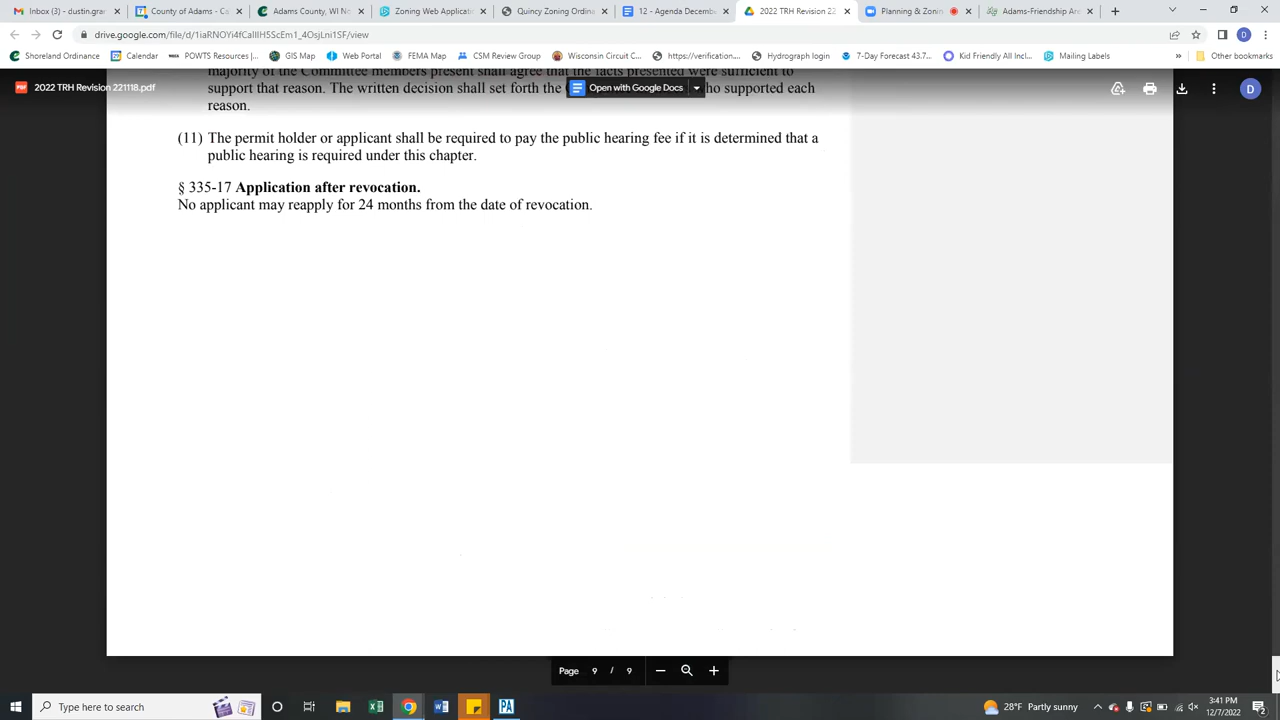 Inbox (3) - dustin.gra
County of Adams - Ca
Adams County, WI No
Zoning Web Applicati
Quincy Zoning Ordina
12 - Agenda Decemb
2022 TRH Revision 22
Planning & Zonin
Adams-Friendship Are
drive.google.com/file/d/1iaRNOYi4fCallIH5ScEm1_4OsjLni1SF/view
Shoreland Ordinance
Calendar
POWTS Resources |...
GIS Map
Web Portal
FEMA Map
CSM Review Group
Wisconsin Circuit C...
https://verification...
Hydrograph login
7-Day Forecast 43.7...
Kid Friendly All Incl...
Mailing Labels
Other bookmarks
2022 TRH Revision 221118.pdf
Open with Google Docs
majority of the Committee members present shall agree that the facts presented were sufficient to
support that reason. The written decision shall set forth the ho supported each
reason.
(11) The permit holder or applicant shall be required to pay the public hearing fee if it is determined that a
public hearing is required under this chapter.
§ 335-17 Application after revocation.
No applicant may reapply for 24 months from the date of revocation.
Page 9 / 9
Type here to search
28°F Partly sunny
3:41 PM
12/7/2022